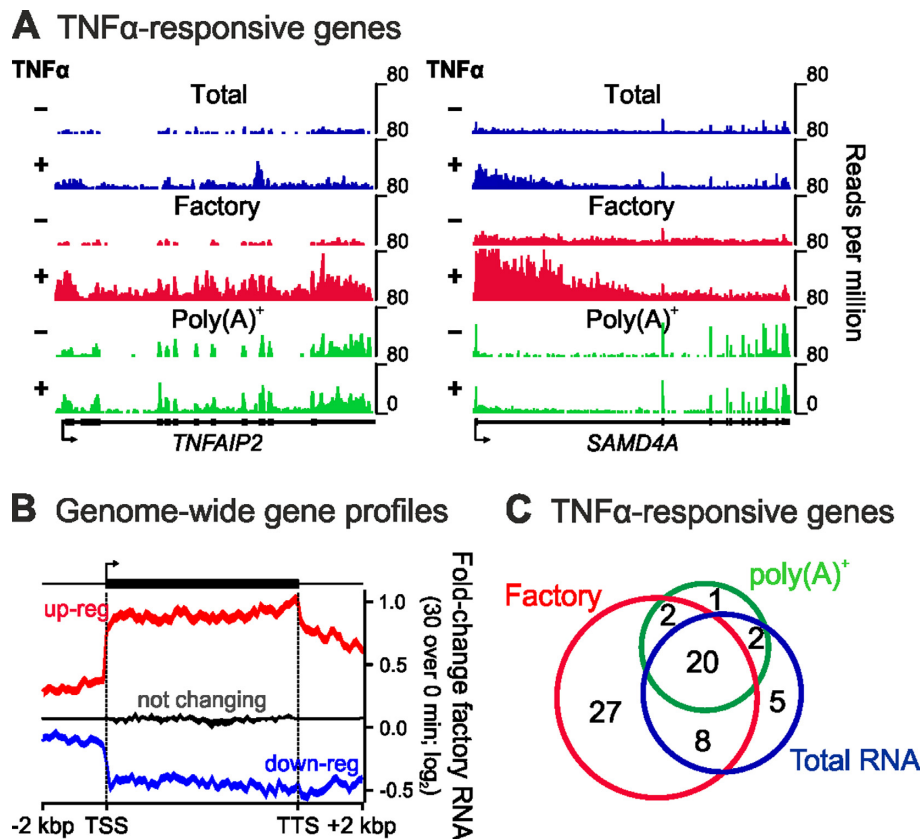 A TNFα-responsive genes
TNFα
Total
80
−
80
+
80
Factory
−
80
+
80
Poly(A)+
−
80
+
0
TNFAIP2
TNFα
Total
80
−
80
+
80
Factory
−
80
+
80
Poly(A)+
−
80
+
0
SAMD4A
Reads per million
B Genome-wide gene profiles
up-reg
not changing
down-reg
1.0
0.5
0.0
-0.5
-2 kbp TSS TTS +2 kbp
Fold-change factory RNA
(30 over 0 min; log₂)
C TNFα-responsive genes
Factory
poly(A)+
Total RNA
1
2
2
20
27
5
8